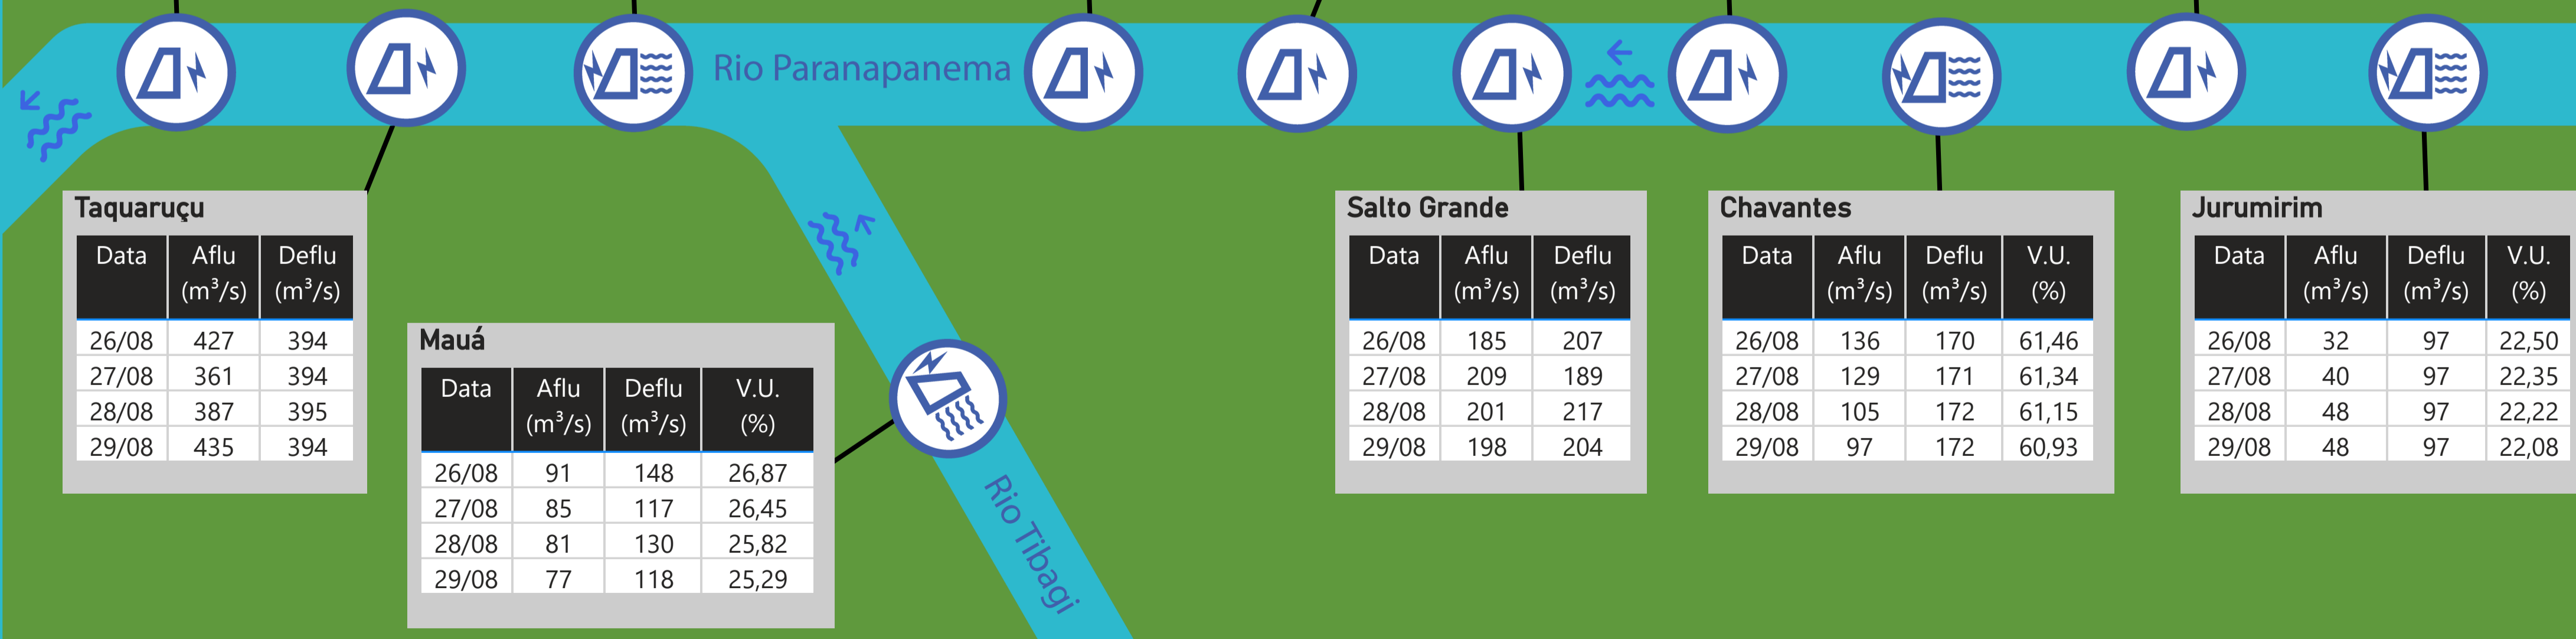 Rio Paranapanema
Taquaruçu
Data Aflu (m³/s) Deflu (m³/s)
26/08 427 394
27/08 361 394
28/08 387 395
29/08 435 394
Mauá
Data Aflu (m³/s) Deflu (m³/s) V.U. (%)
26/08 91 148 26,87
27/08 85 117 26,45
28/08 81 130 25,82
29/08 77 118 25,29
Rio Tibagi
Salto Grande
Data Aflu (m³/s) Deflu (m³/s)
26/08 185 207
27/08 209 189
28/08 201 217
29/08 198 204
Chavantes
Data Aflu (m³/s) Deflu (m³/s) V.U. (%)
26/08 136 170 61,46
27/08 129 171 61,34
28/08 105 172 61,15
29/08 97 172 60,93
Jurumirim
Data Aflu (m³/s) Deflu (m³/s) V.U. (%)
26/08 32 97 22,50
27/08 40 97 22,35
28/08 48 97 22,22
29/08 48 97 22,08